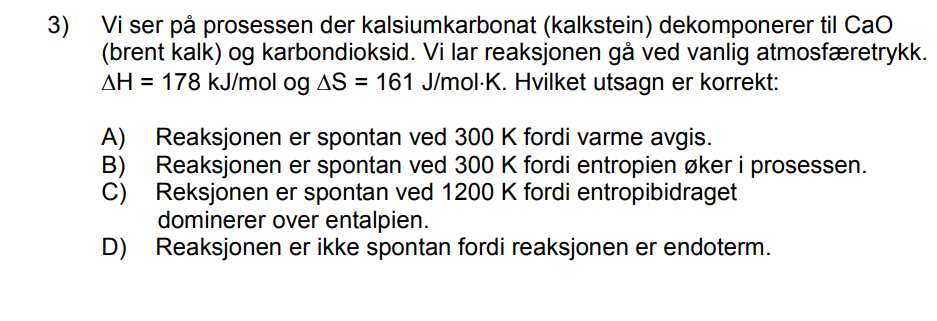 3) Vi ser på prosessen der kalsiumkarbonat (kalkstein) dekomponerer til CaO
(brent kalk) og karbondioksid. Vi lar reaksjonen gå ved vanlig atmosfæretrykk.
ΔH = 178 kJ/mol og ΔS = 161 J/mol·K. Hvilket utsagn er korrekt:
A) Reaksjonen er spontan ved 300 K fordi varme avgis.
B) Reaksjonen er spontan ved 300 K fordi entropien øker i prosessen.
C) Reksjonen er spontan ved 1200 K fordi entropibidraget
dominerer over entalpien.
D) Reaksjonen er ikke spontan fordi reaksjonen er endoterm.